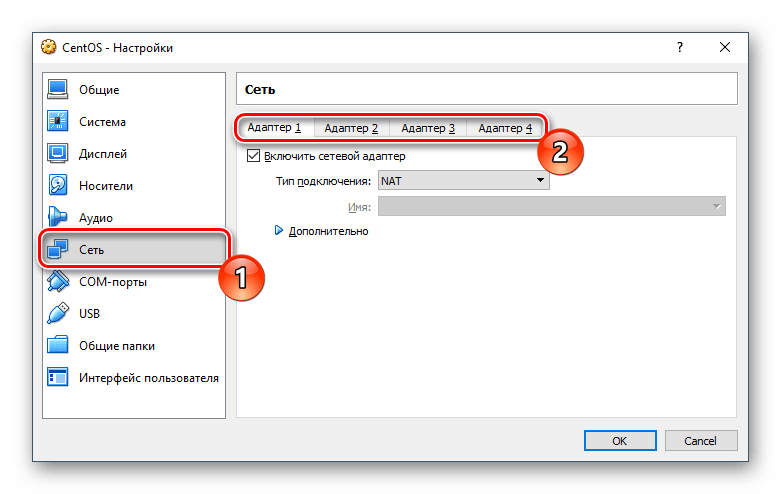 CentOS - Настройки
?
Общие
Система
Дисплей
Носители
Аудио
Сеть
COM-порты
USB
Общие папки
Интерфейс пользователя
1
Сеть
Адаптер 1 Адаптер 2 Адаптер 3 Адаптер 4
2
Включить сетевой адаптер
Тип подключения: NAT
Имя:
Дополнительно
OK Cancel